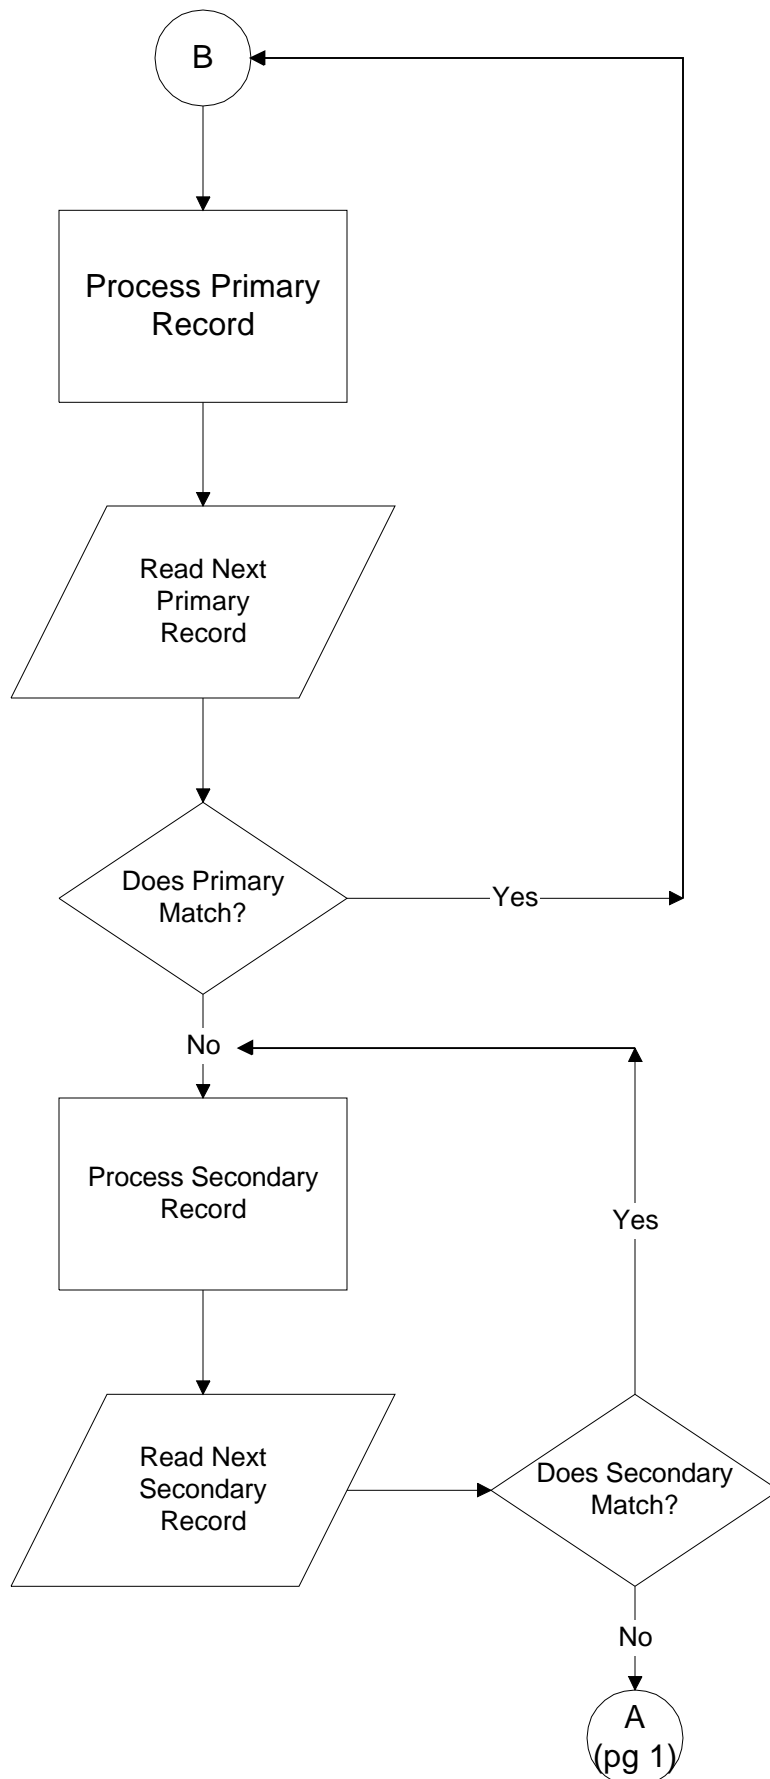 B
Process Primary
Record
Read Next
Primary
Record
Does Primary
Match?
Yes
No
Process Secondary
Record
Yes
Read Next
Secondary
Record
Does Secondary
Match?
No
A
(pg 1)